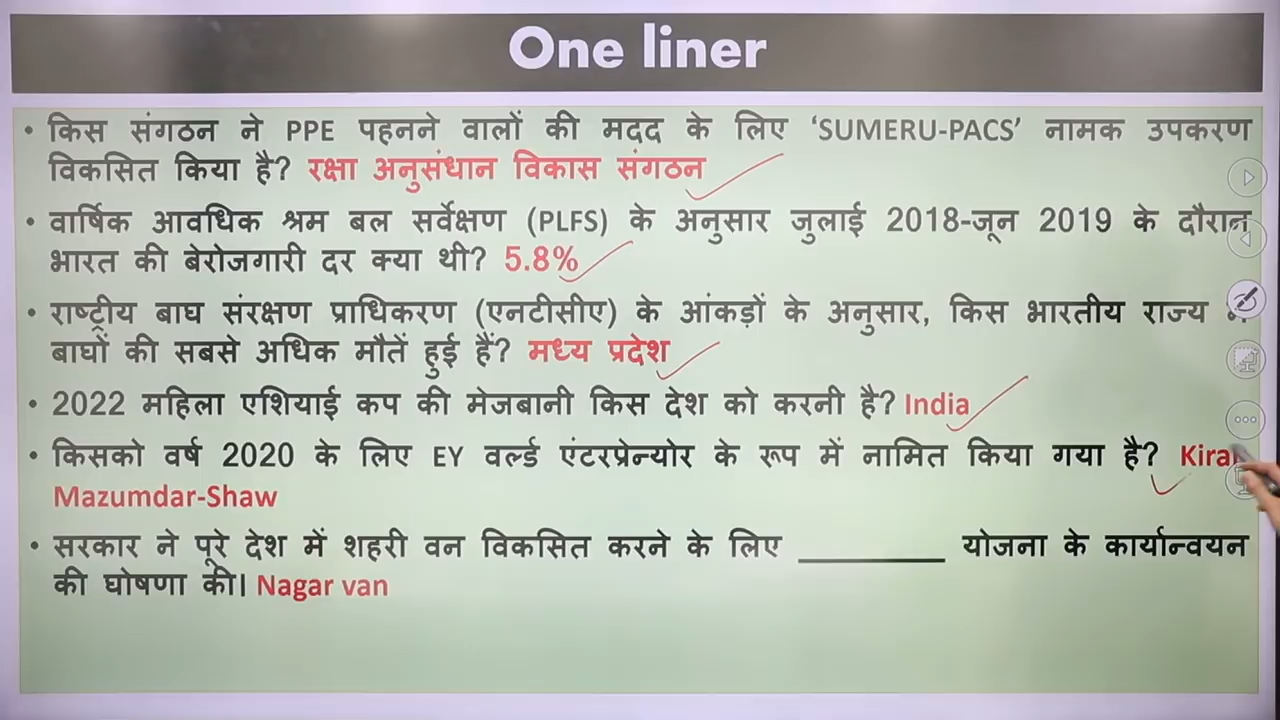 One liner
• किस संगठन ने PPE पहनने वालों की मदद के लिए ‘SUMERU-PACS’ नामक उपकरण
विकसित किया है? रक्षा अनुसंधान विकास संगठन
• वार्षिक आवधिक श्रम बल सर्वेक्षण (PLFS) के अनुसार जुलाई 2018-जून 2019 के दौरान
भारत की बेरोजगारी दर क्या थी? 5.8%
• राष्ट्रीय बाघ संरक्षण प्राधिकरण (एनटीसीए) के आंकड़ों के अनुसार, किस भारतीय राज्य
बाघों की सबसे अधिक मौतें हुई हैं? मध्य प्रदेश
• 2022 महिला एशियाई कप की मेजबानी किस देश को करनी है? India
• किसको वर्ष 2020 के लिए EY वर्ल्ड एंटरप्रेन्योर के रूप में नामित किया गया है? Kiran
Mazumdar-Shaw
• सरकार ने पूरे देश में शहरी वन विकसित करने के लिए __________ योजना के कार्यान्वयन
की घोषणा की। Nagar van